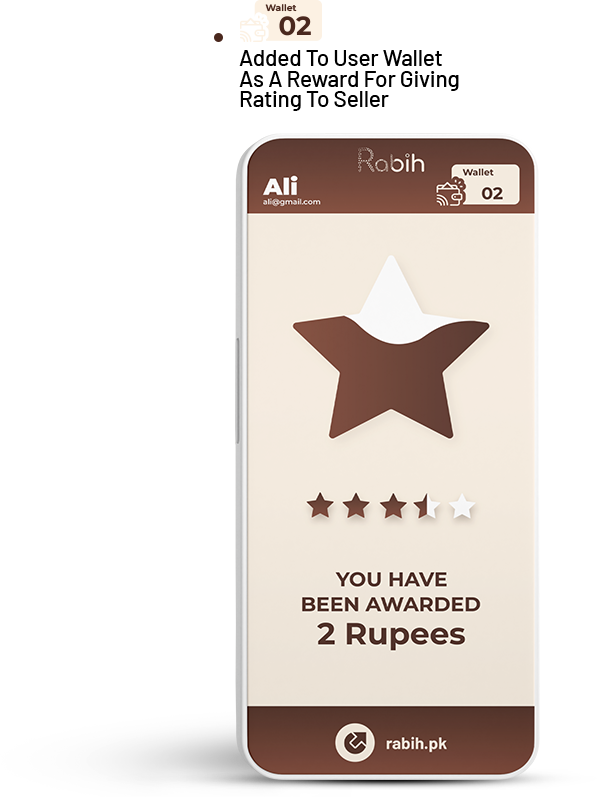 Wallet
02
Added To User Wallet
As A Reward For Giving
Rating To Seller
Rabih
Ali
ali@gmail.com
Wallet
02
YOU HAVE
BEEN AWARDED
2 Rupees
rabih.pk